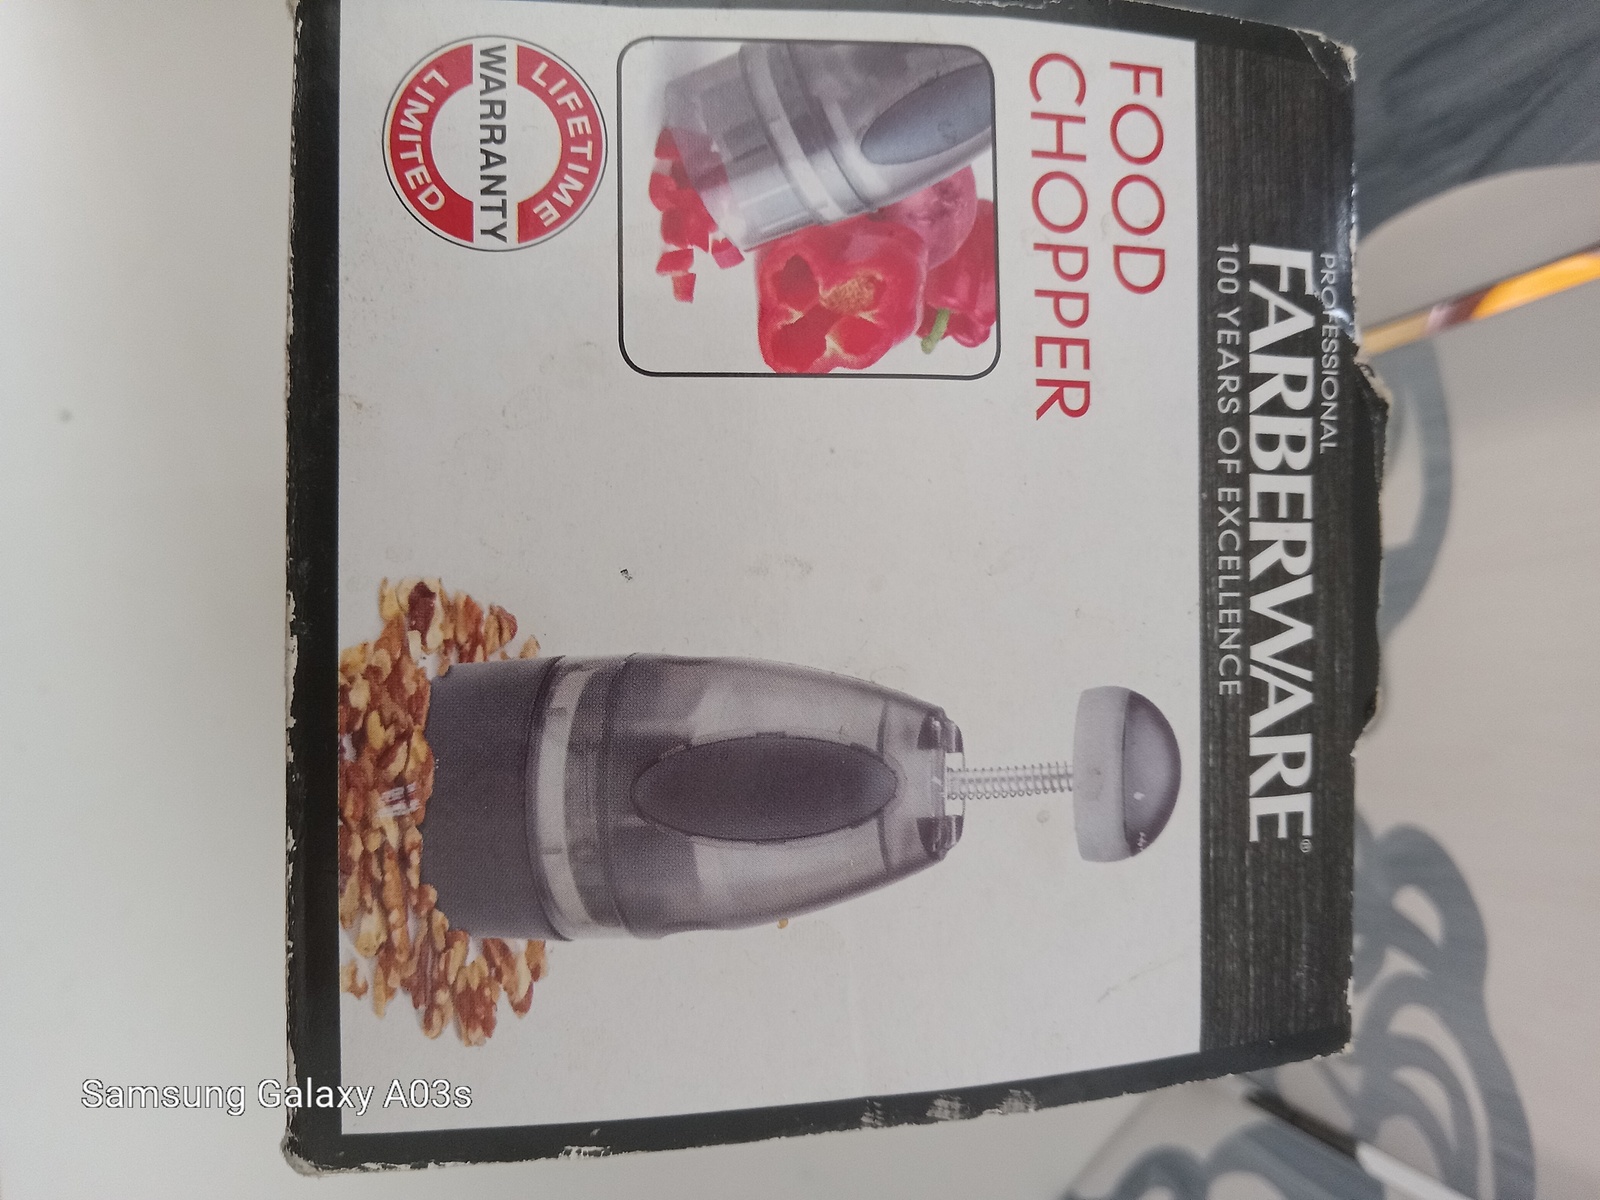 PROFESSIONAL
FARBERWARE®
100 YEARS OF EXCELLENCE
FOOD
CHOPPER
LIFETIME
WARRANTY
LIMITED
Samsung Galaxy A03s